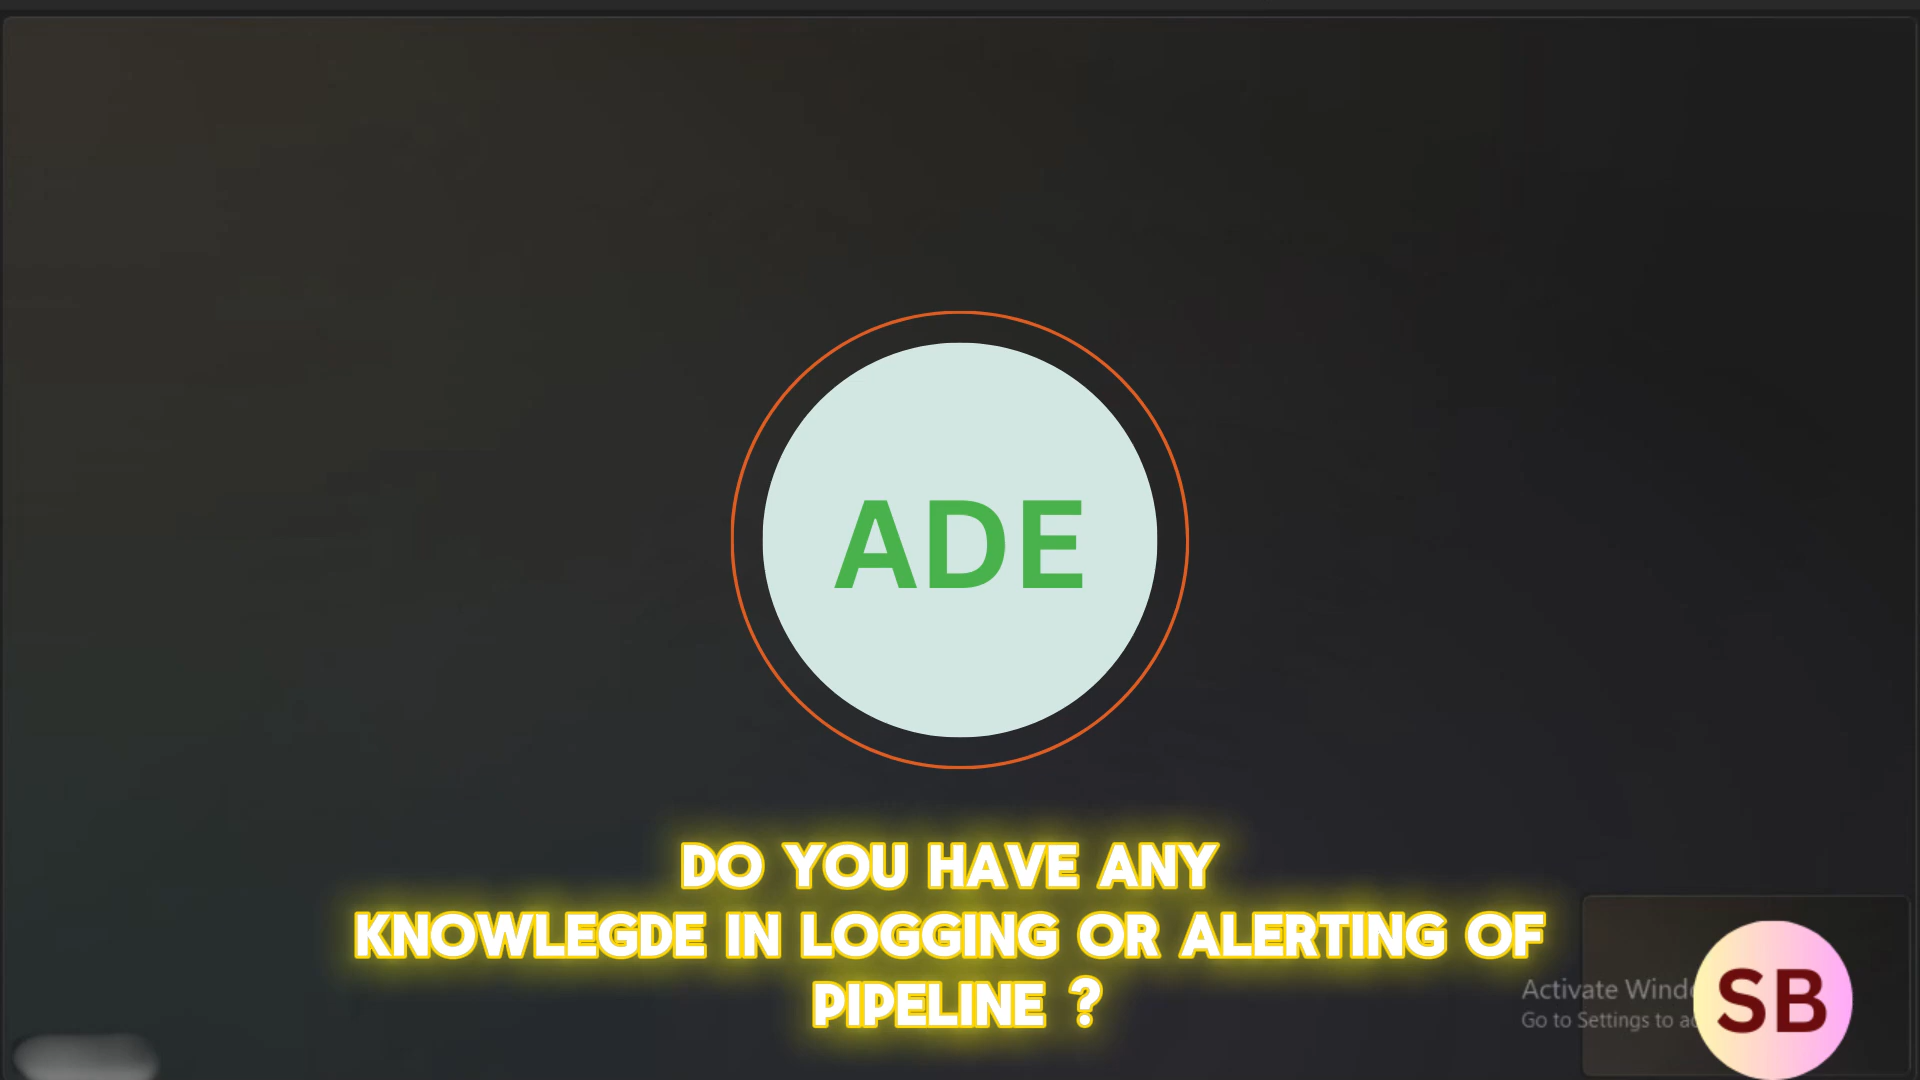 ADE
DO YOU HAVE ANY
KNOWLEGDE IN LOGGING OR ALERTING OF
PIPELINE ?
Activate Wind
Go to Settings to a
SB